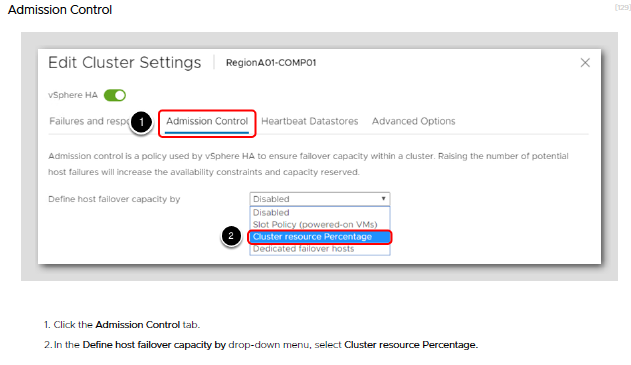 Admission Control
[129]
Edit Cluster Settings RegionA01-COMP01
vSphere HA
Failures and respo 1 Admission Control Heartbeat Datastores Advanced Options
Admission control is a policy used by vSphere HA to ensure failover capacity within a cluster. Raising the number of potential
host failures will increase the availability constraints and capacity reserved.
Define host failover capacity by Disabled
Disabled
Slot Policy (powered-on VMs)
2 Cluster resource Percentage
Dedicated failover hosts
1. Click the Admission Control tab.
2. In the Define host failover capacity by drop-down menu, select Cluster resource Percentage.